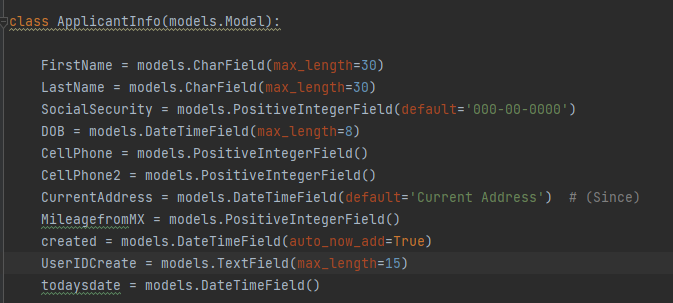 class ApplicantInfo(models.Model):
FirstName = models.CharField(max_length=30)
LastName = models.CharField(max_length=30)
SocialSecurity = models.PositiveIntegerField(default='000-00-0000')
DOB = models.DateTimeField(max_length=8)
CellPhone = models.PositiveIntegerField()
CellPhone2 = models.PositiveIntegerField()
CurrentAddress = models.DateTimeField(default='Current Address')  # (Since)
MileagefromMX = models.PositiveIntegerField()
created = models.DateTimeField(auto_now_add=True)
UserIDCreate = models.TextField(max_length=15)
todaysdate = models.DateTimeField()